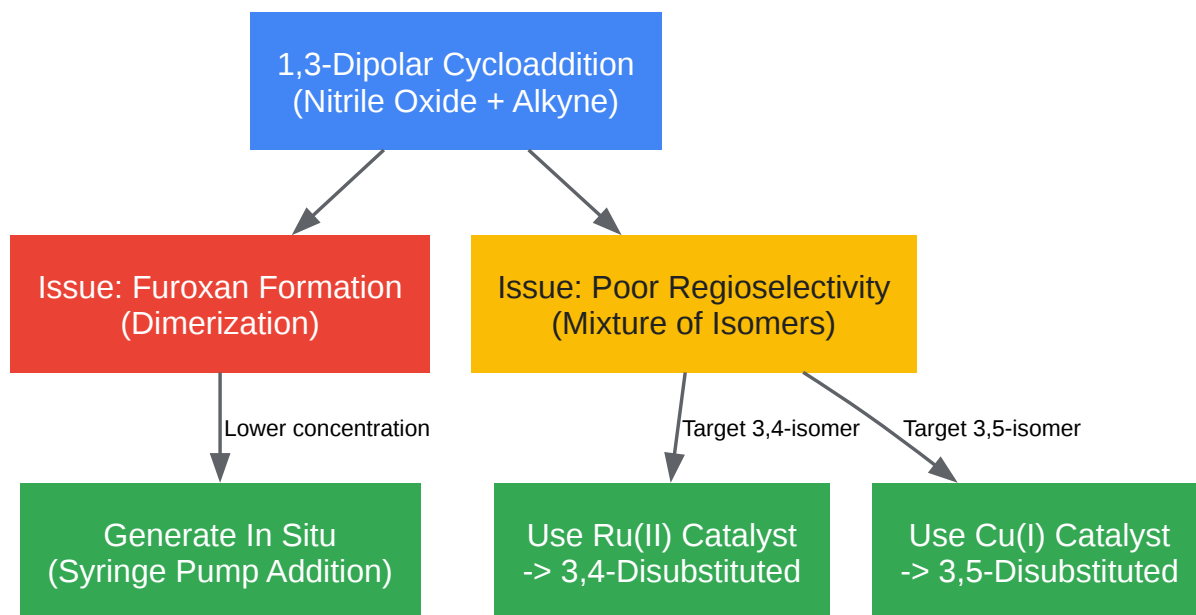 1,3-Dipolar Cycloaddition
(Nitrile Oxide + Alkyne)
Issue: Furoxan Formation
(Dimerization)
Issue: Poor Regioselectivity
(Mixture of Isomers)
Lower concentration
Target 3,4-isomer
Target 3,5-isomer
Generate In Situ
(Syringe Pump Addition)
Use Ru(II) Catalyst
-> 3,4-Disubstituted
Use Cu(I) Catalyst
-> 3,5-Disubstituted